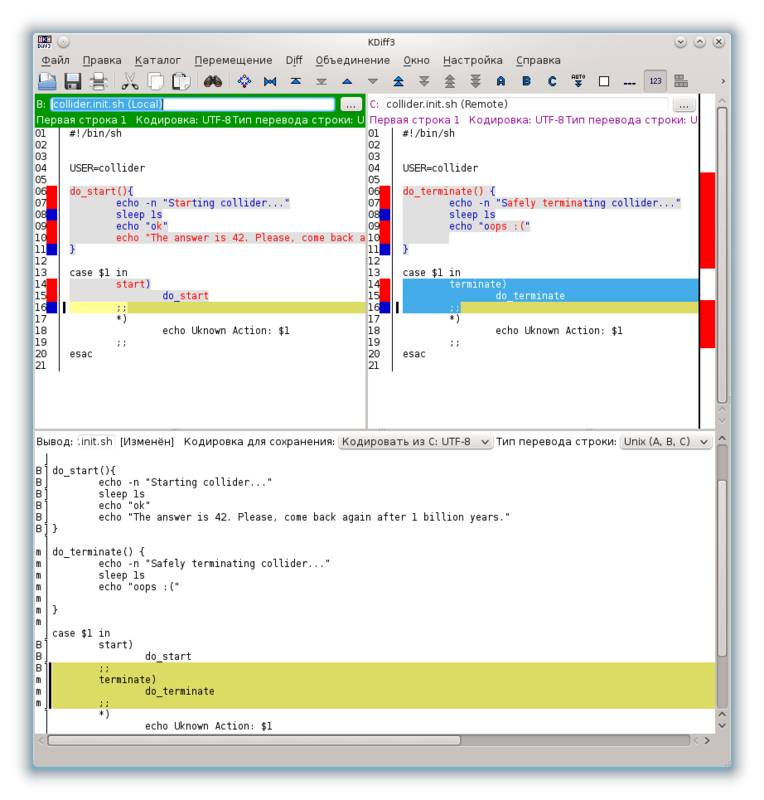 KDiff3
Файл Правка Каталог Перемещение Diff Объединение Окно Настройка Справка
A B C AUTO 123
B: collider.init.sh (Local) ...
Первая строка 1 Кодировка: UTF-8 Тип перевода строки: U
01 #!/bin/sh
02
03
04 USER=collider
05
06 do_start(){
07 echo -n "Starting collider..."
08 sleep 1s
09 echo "ok"
10 echo "The answer is 42. Please, come back a
11 }
12
13 case $1 in
14 start)
15 do_start
16 ;;
17 *)
18 echo Uknown Action: $1
19 ;;
20 esac
21
C: collider.init.sh (Remote) ...
Первая строка 1 Кодировка: UTF-8 Тип перевода строки: U
01 #!/bin/sh
02
03
04 USER=collider
05
06 do_terminate() {
07 echo -n "Safely terminating collider..."
08 sleep 1s
09 echo "oops :("
10
11 }
12
13 case $1 in
14 terminate)
15 do_terminate
16 ;;
17 *)
18 echo Uknown Action: $1
19 ;;
20 esac
21
Вывод: .init.sh [Изменён] Кодировка для сохранения: Кодировать из C: UTF-8 Тип перевода строки: Unix (A, B, C)
B do_start(){
B echo -n "Starting collider..."
B sleep 1s
B echo "ok"
B echo "The answer is 42. Please, come back again after 1 billion years."
B }
m do_terminate() {
m echo -n "Safely terminating collider..."
m sleep 1s
m echo "oops :("
m
m }
m
case $1 in
B start)
B do_start
B ;;
m terminate)
m do_terminate
m ;;
*)
echo Uknown Action: $1